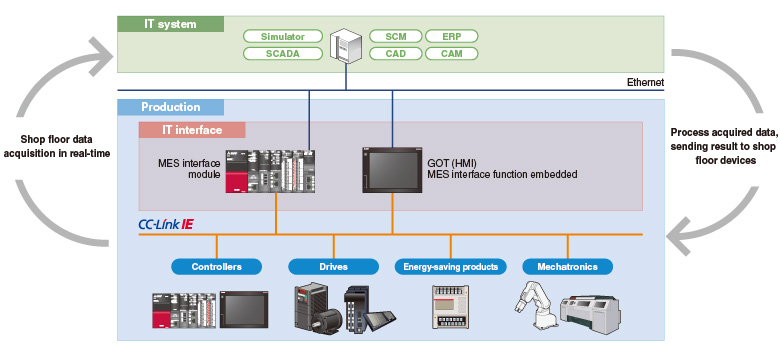 IT system
Simulator
SCM
ERP
SCADA
CAD
CAM
Ethernet
Production
IT interface
MES interface
module
GOT (HMI)
MES interface function embedded
Shop floor data
acquisition in real-time
Process acquired data,
sending result to shop
floor devices
CC-Link IE
Controllers
Drives
Energy-saving products
Mechatronics